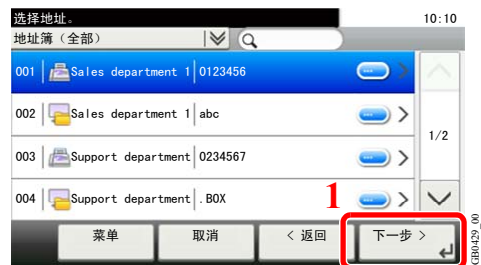 选择地址。 10:10
地址簿（全部）
001 Sales department 1 0123456
002 Sales department 1 abc
1/2
003 Support department 0234567
004 Support department .BOX
1
菜单 取消 < 返回 下一步 >
GB0429_00